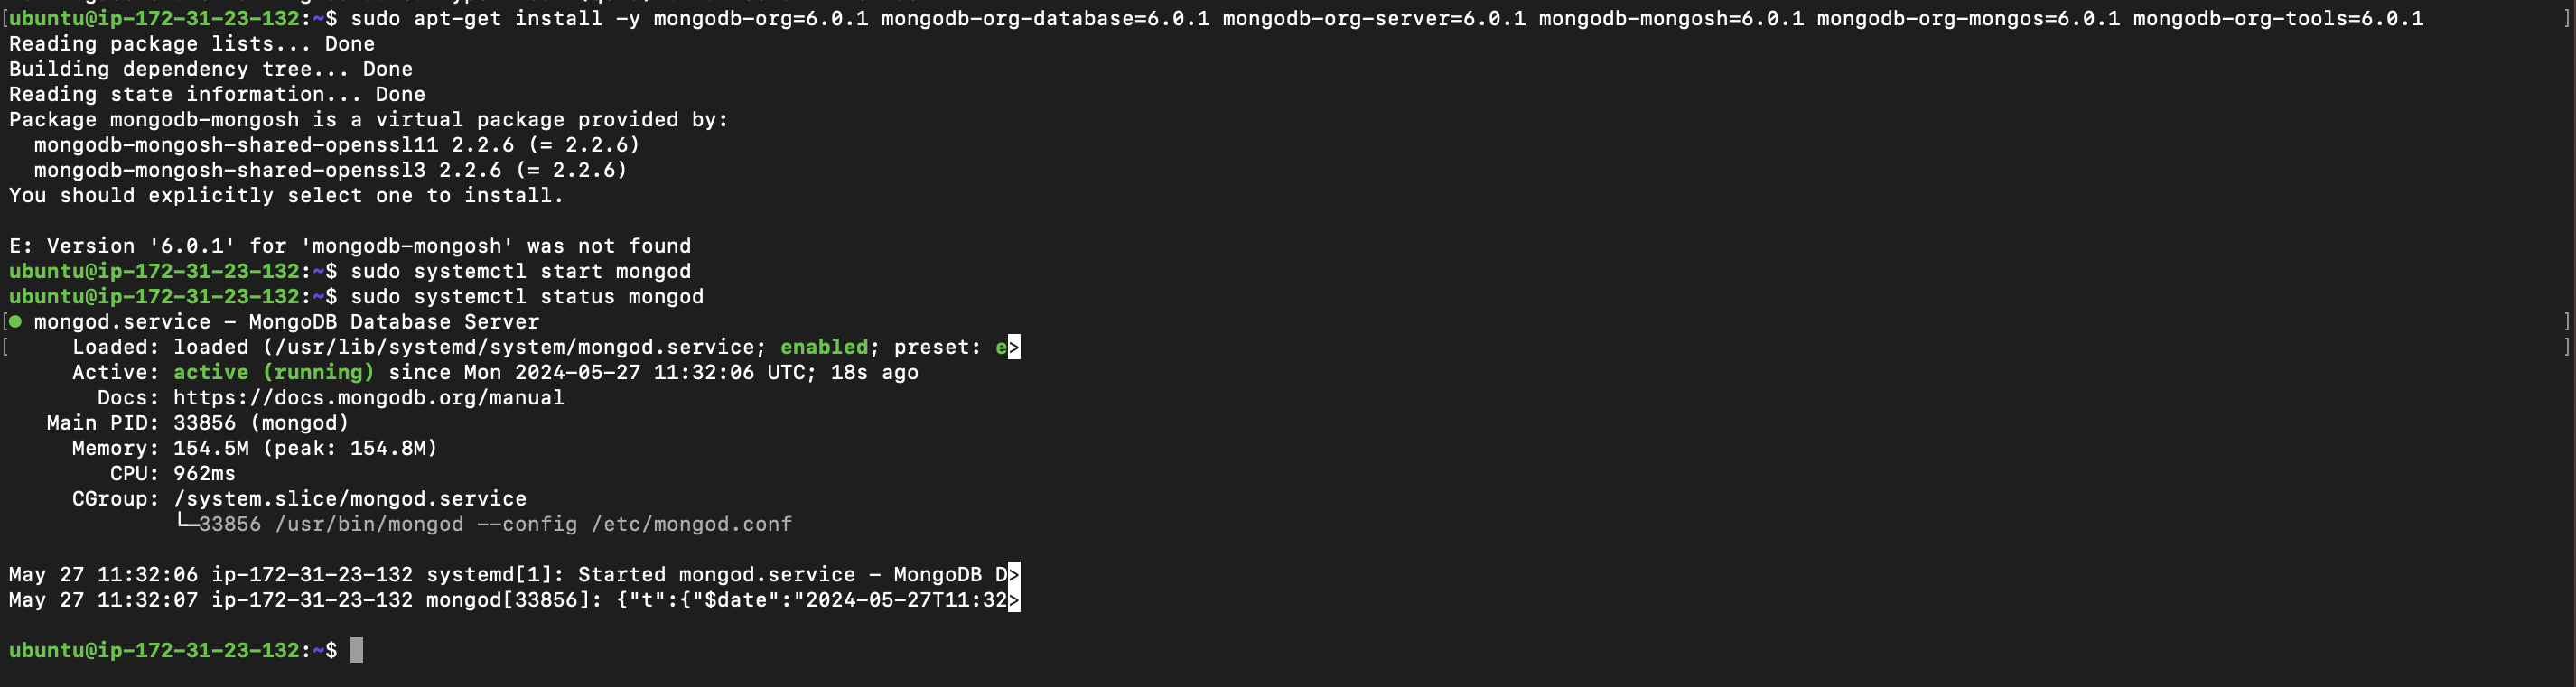 [ubuntu@ip-172-31-23-132:~$ sudo apt-get install -y mongodb-org=6.0.1 mongodb-org-database=6.0.1 mongodb-org-server=6.0.1 mongodb-mongosh=6.0.1 mongodb-org-mongos=6.0.1 mongodb-org-tools=6.0.1 ]
Reading package lists... Done
Building dependency tree... Done
Reading state information... Done
Package mongodb-mongosh is a virtual package provided by:
  mongodb-mongosh-shared-openssl11 2.2.6 (= 2.2.6)
  mongodb-mongosh-shared-openssl3 2.2.6 (= 2.2.6)
You should explicitly select one to install.
E: Version '6.0.1' for 'mongodb-mongosh' was not found
ubuntu@ip-172-31-23-132:~$ sudo systemctl start mongod
ubuntu@ip-172-31-23-132:~$ sudo systemctl status mongod
[● mongod.service - MongoDB Database Server ]
[     Loaded: loaded (/usr/lib/systemd/system/mongod.service; enabled; preset: e> ]
     Active: active (running) since Mon 2024-05-27 11:32:06 UTC; 18s ago
       Docs: https://docs.mongodb.org/manual
   Main PID: 33856 (mongod)
     Memory: 154.5M (peak: 154.8M)
        CPU: 962ms
     CGroup: /system.slice/mongod.service
             └─33856 /usr/bin/mongod --config /etc/mongod.conf
May 27 11:32:06 ip-172-31-23-132 systemd[1]: Started mongod.service - MongoDB D>
May 27 11:32:07 ip-172-31-23-132 mongod[33856]: {"t":{"$date":"2024-05-27T11:32>
ubuntu@ip-172-31-23-132:~$